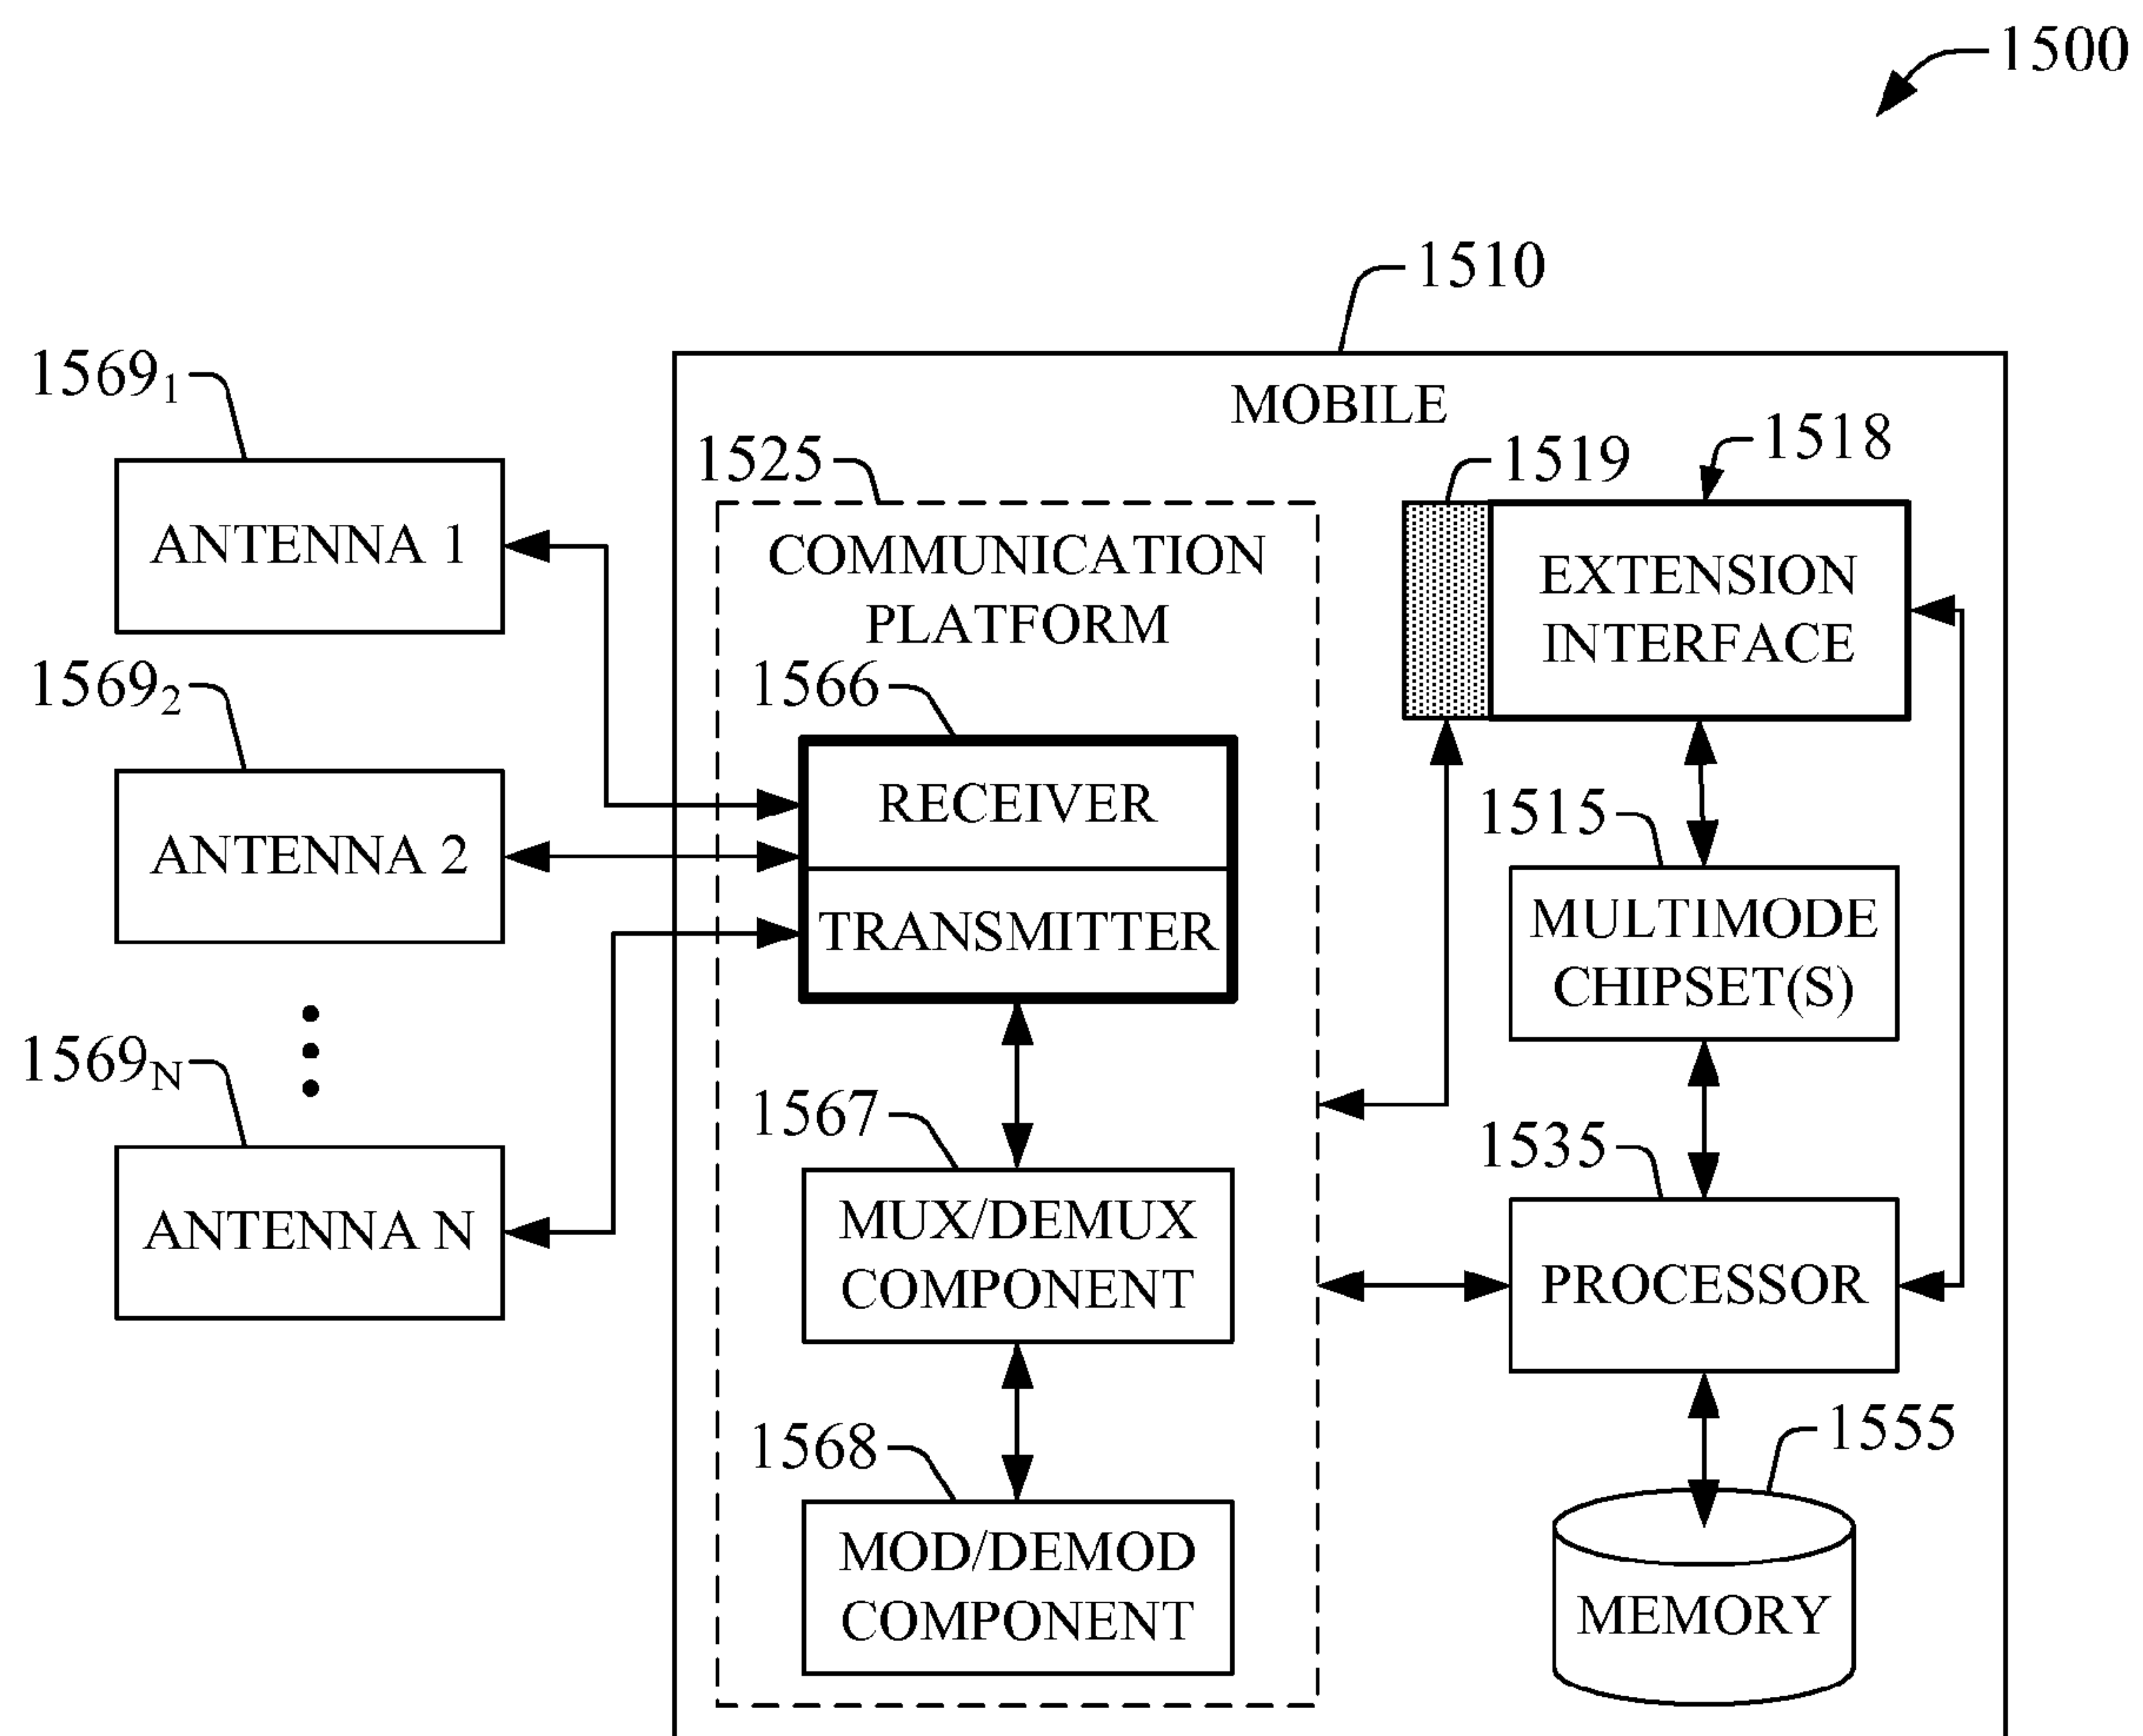 1500
1510
MOBILE
1569₁
ANTENNA 1
1569₂
ANTENNA 2
1569N
ANTENNA N
1525
COMMUNICATION
PLATFORM
1566
RECEIVER
TRANSMITTER
1567
MUX/DEMUX
COMPONENT
1568
MOD/DEMOD
COMPONENT
1519
1518
EXTENSION
INTERFACE
1515
MULTIMODE
CHIPSET(S)
1535
PROCESSOR
1555
MEMORY